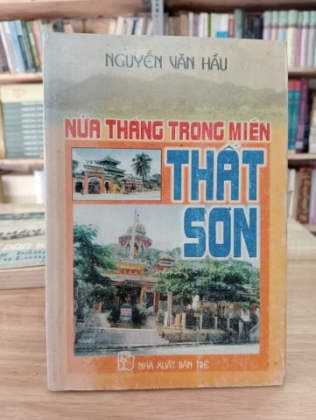 NGUYỄN VĂN HẦU
NỬA THÁNG TRONG MIỀN
THẤT
SƠN
NHÀ XUẤT BẢN TRẺ